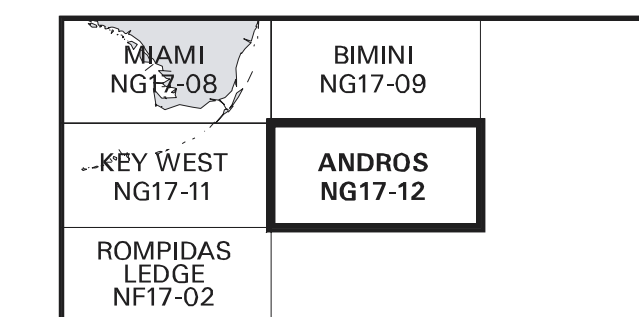 MIAMI
NG17-08
BIMINI
NG17-09
KEY WEST
NG17-11
ANDROS
NG17-12
ROMPIDAS
LEDGE
NF17-02